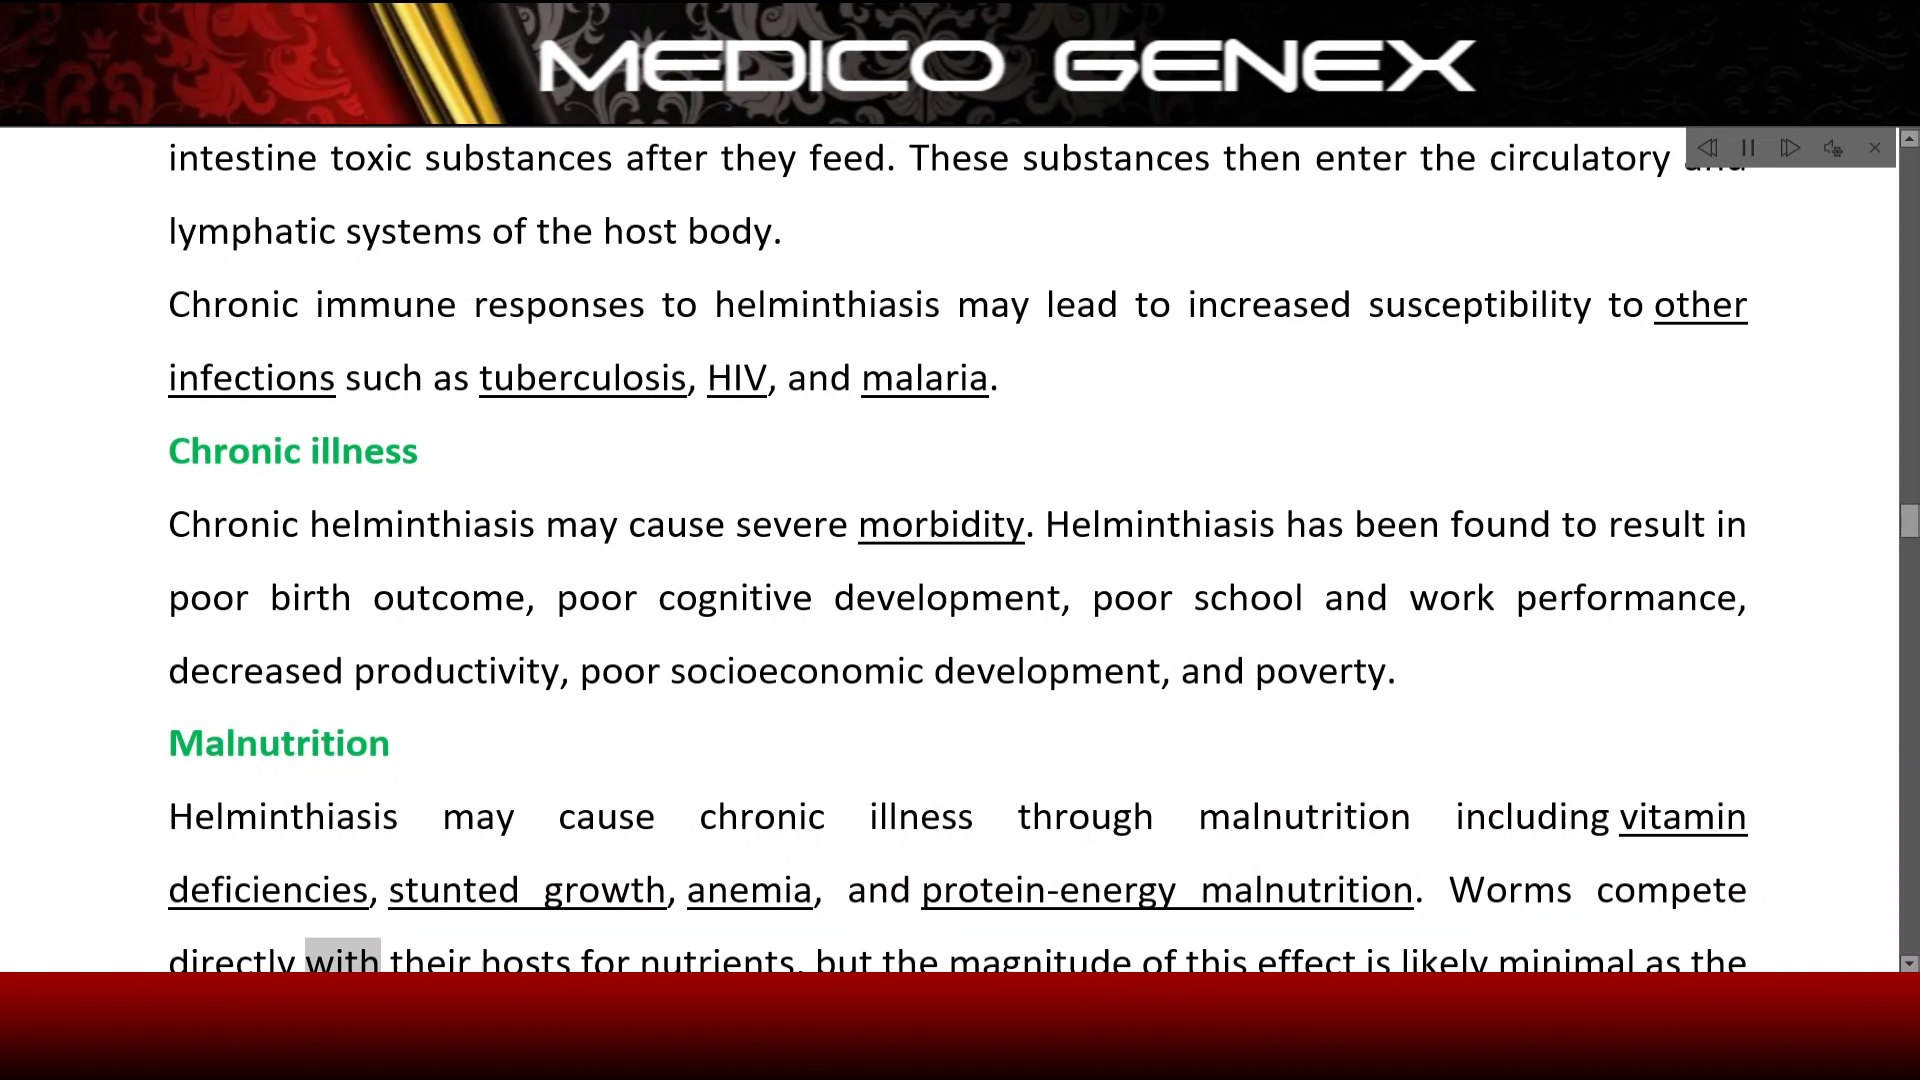 MEDICO GENEX
intestine toxic substances after they feed. These substances then enter the circulatory and
lymphatic systems of the host body.
Chronic immune responses to helminthiasis may lead to increased susceptibility to other
infections such as tuberculosis, HIV, and malaria.
Chronic illness
Chronic helminthiasis may cause severe morbidity. Helminthiasis has been found to result in
poor birth outcome, poor cognitive development, poor school and work performance,
decreased productivity, poor socioeconomic development, and poverty.
Malnutrition
Helminthiasis may cause chronic illness through malnutrition including vitamin
deficiencies, stunted growth, anemia, and protein-energy malnutrition. Worms compete
directly with their hosts for nutrients, but the magnitude of this effect is likely minimal as the